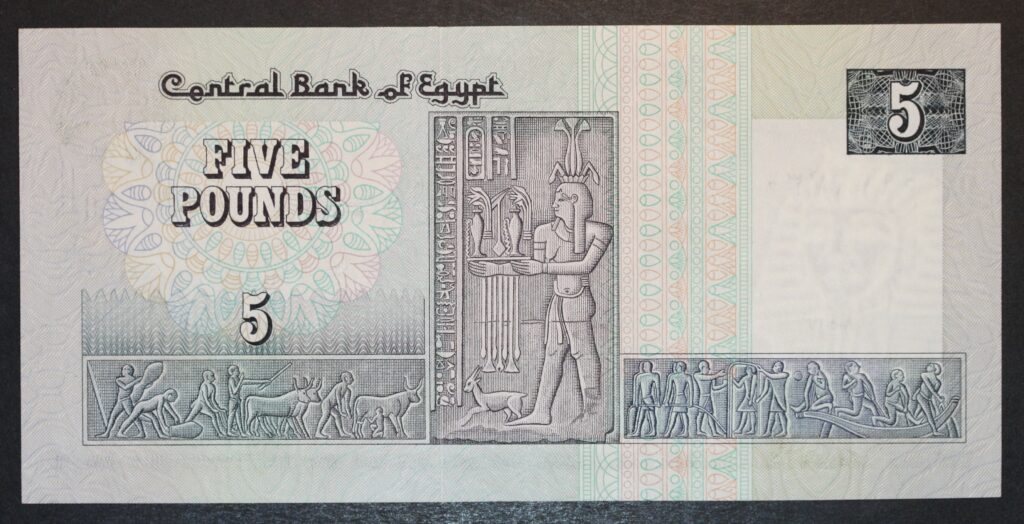 Central Bank of Egypt
5
FIVE
POUNDS
5